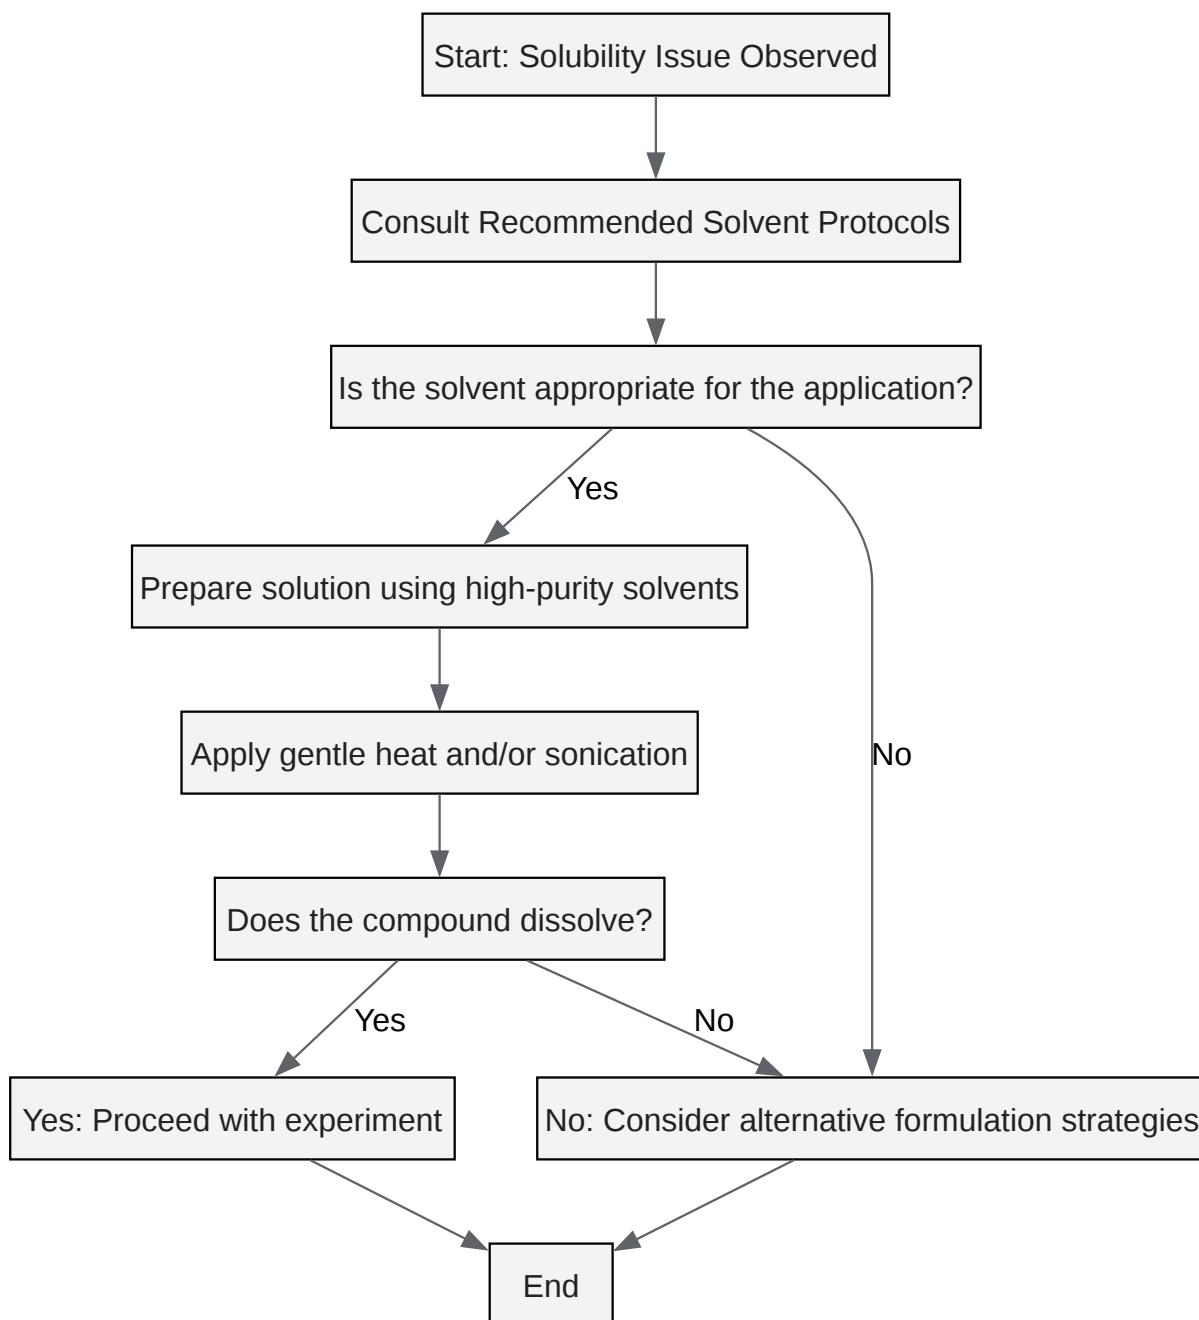 Start: Solubility Issue Observed
Consult Recommended Solvent Protocols
Is the solvent appropriate for the application?
Yes
Prepare solution using high-purity solvents
Apply gentle heat and/or sonication
No
Does the compound dissolve?
Yes
No
Yes: Proceed with experiment
No: Consider alternative formulation strategies
End